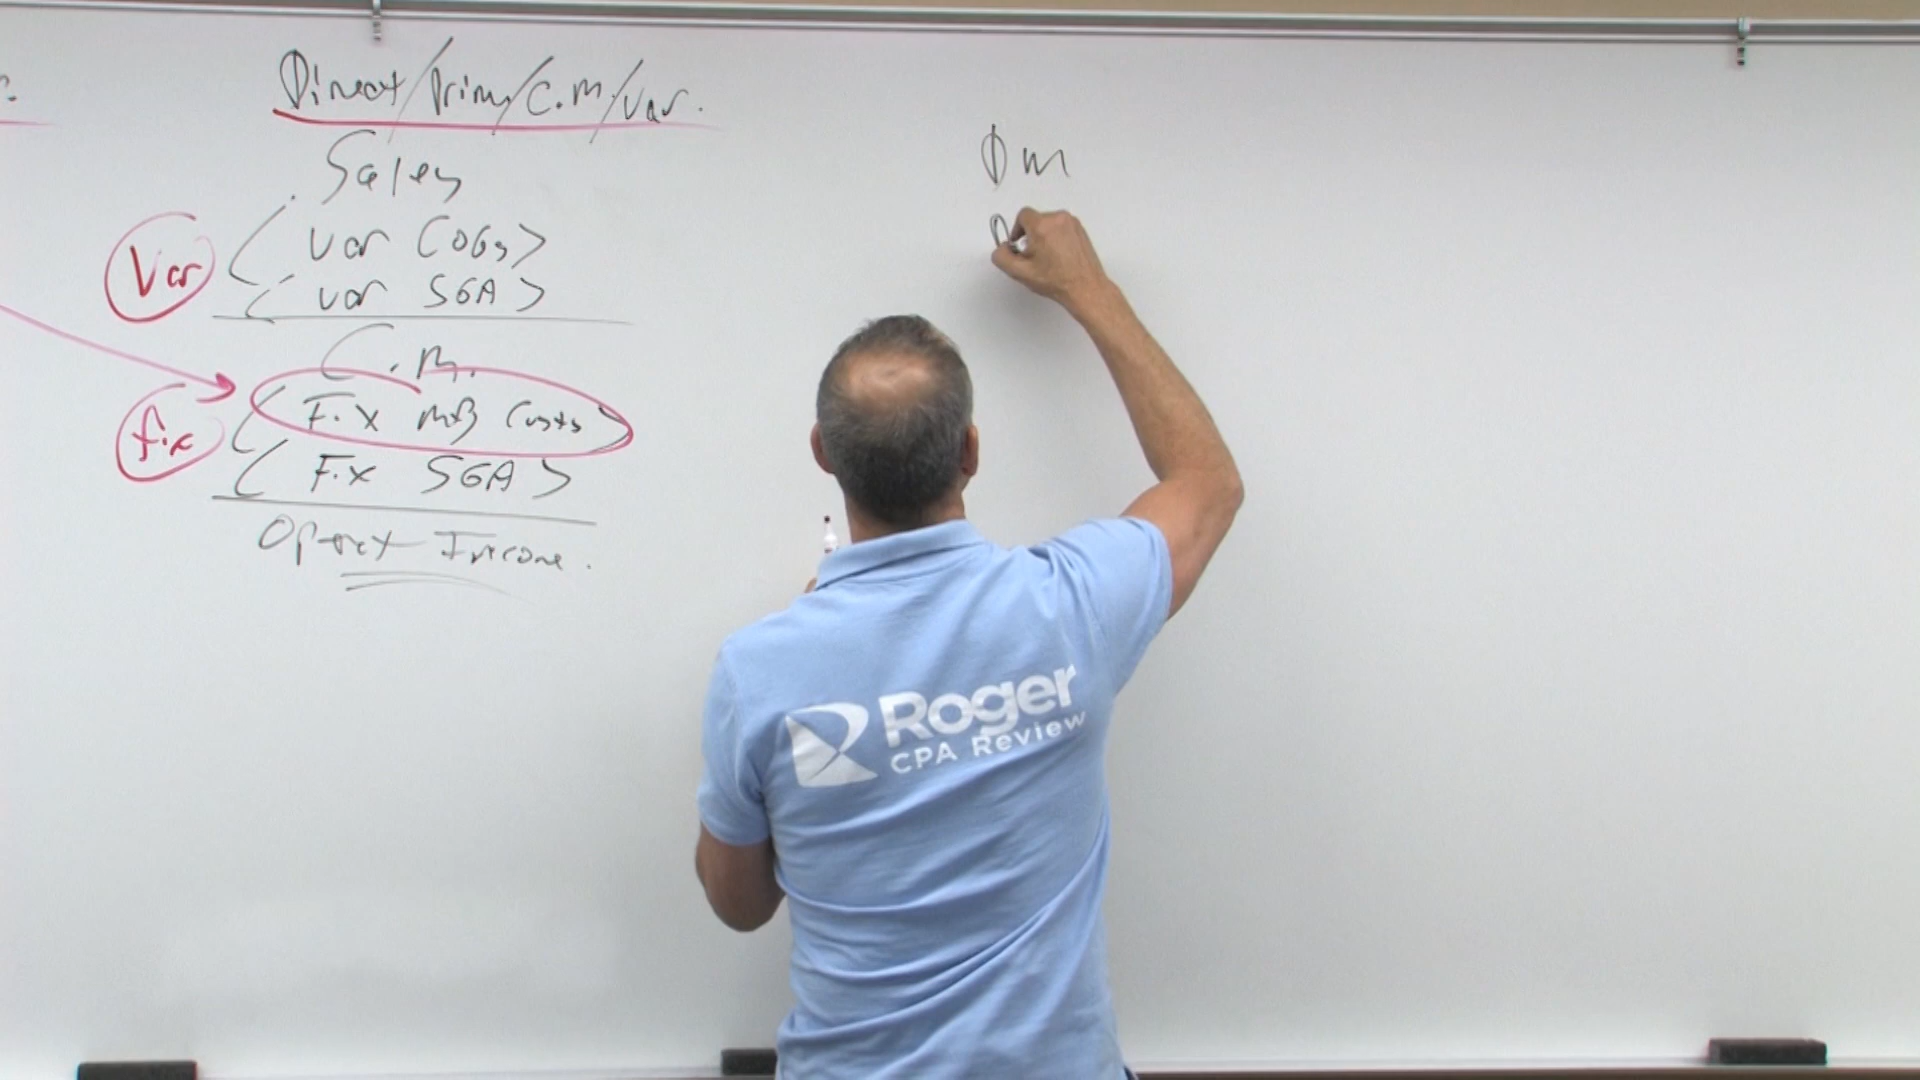 Direct/Prime/C.M./Var.
Sales
Var
< Var COGS >
< Var SGA >
C.M.
Fix
< Fix Mfg Costs >
< Fix SGA >
Operat Income.
DM
D
Roger
CPA Review